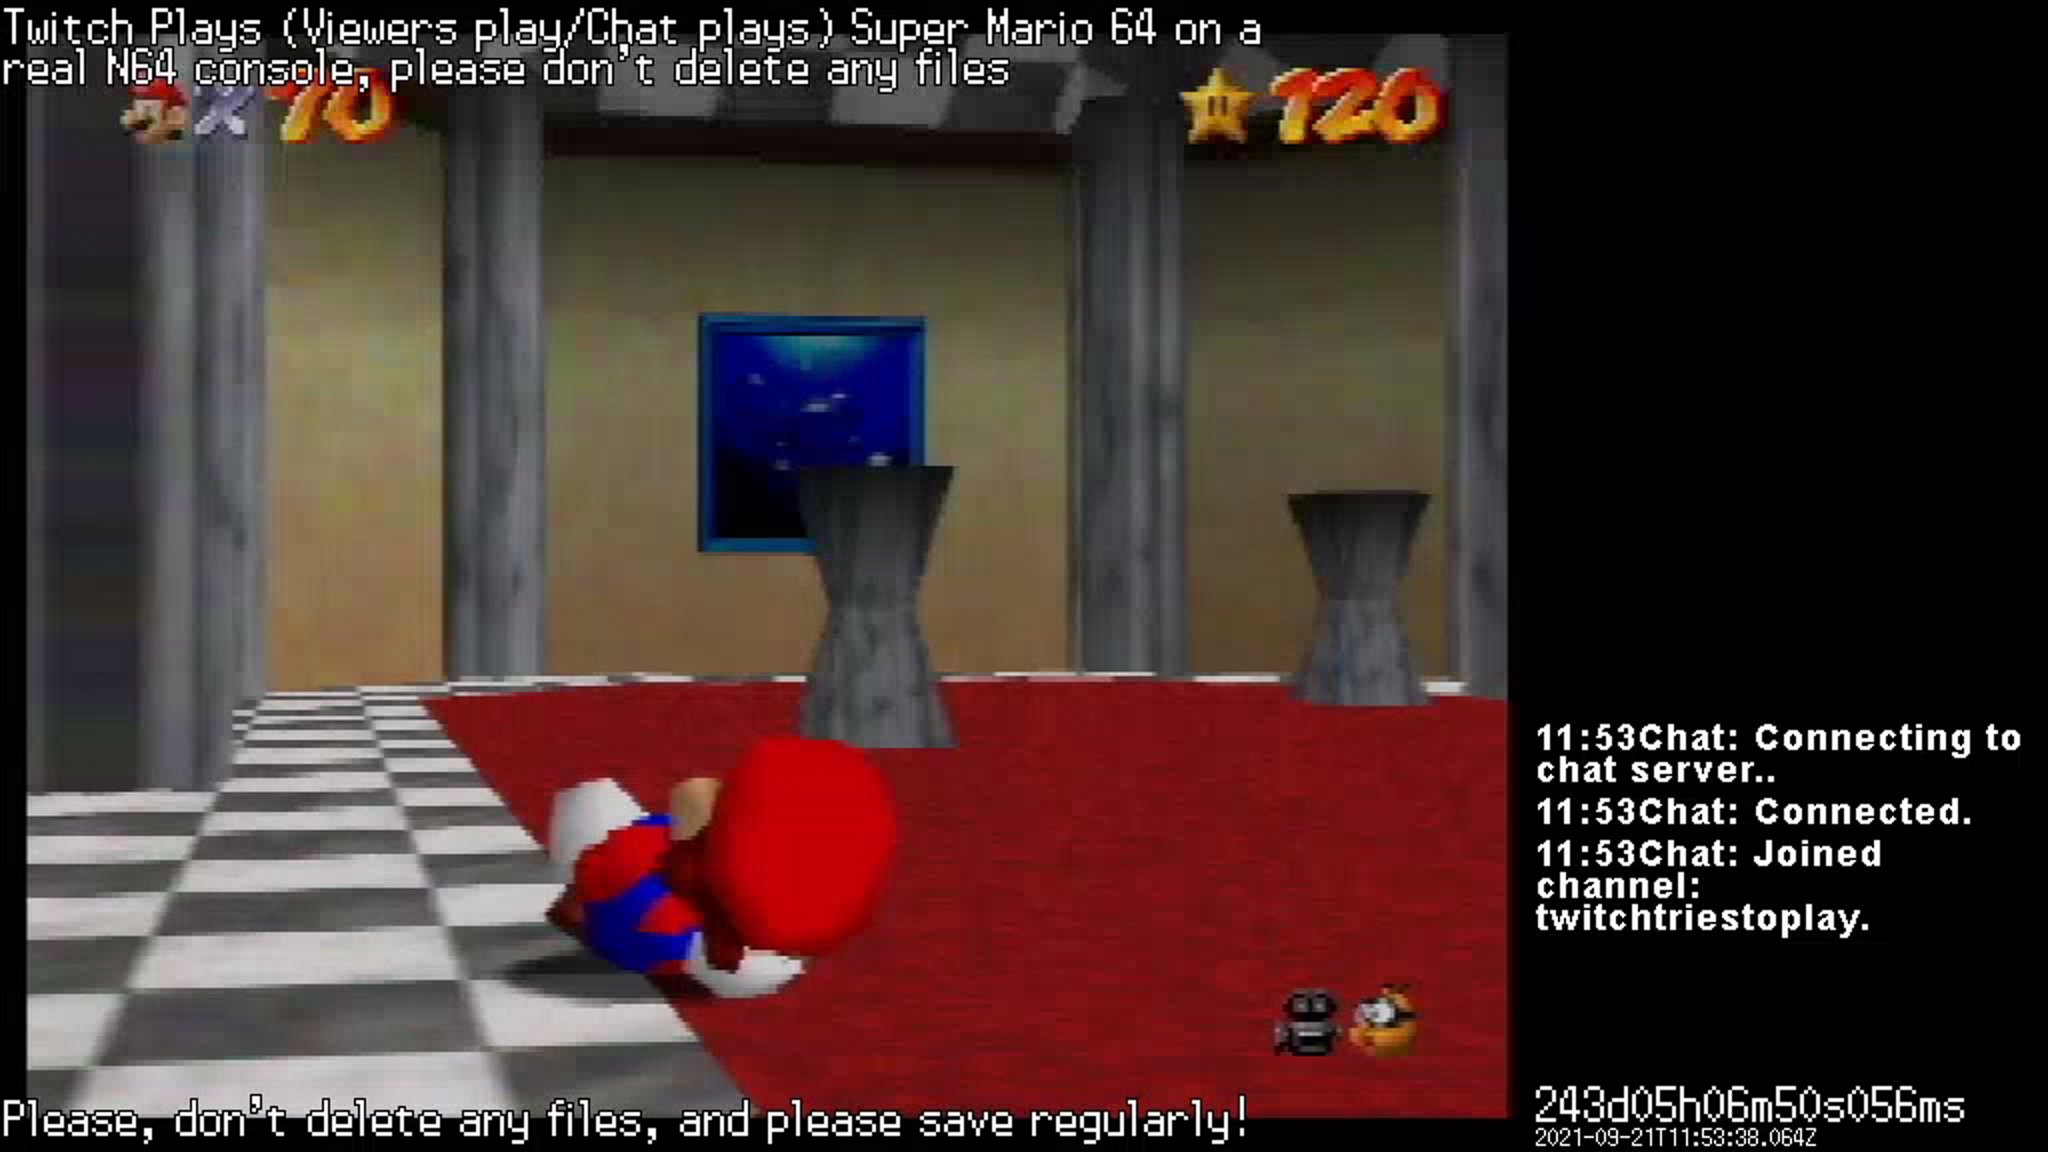 Twitch Plays (Viewers play/Chat plays) Super Mario 64 on a
real N64 console, please don't delete any files
× 70
120
11:53Chat: Connecting to
chat server..
11:53Chat: Connected.
11:53Chat: Joined
channel:
twitchtriestoplay.
Please, don't delete any files, and please save regularly!
243d05h06m50s056ms
2021-09-21T11:53:38.064Z